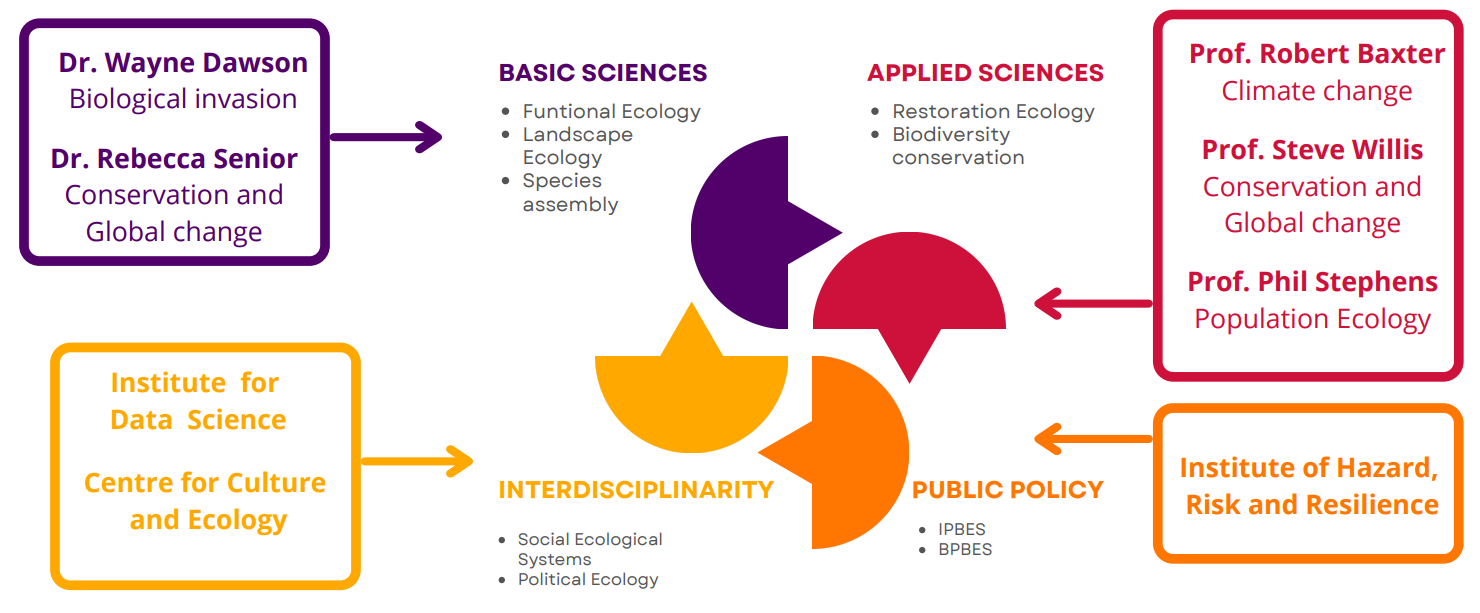 Dr. Wayne Dawson
Biological invasion
Dr. Rebecca Senior
Conservation and
Global change
BASIC SCIENCES
• Funtional Ecology
• Landscape
Ecology
• Species
assembly
APPLIED SCIENCES
• Restoration Ecology
• Biodiversity
conservation
Prof. Robert Baxter
Climate change
Prof. Steve Willis
Conservation and
Global change
Prof. Phil Stephens
Population Ecology
Institute for
Data Science
Centre for Culture
and Ecology
INTERDISCIPLINARITY
• Social Ecological
Systems
• Political Ecology
PUBLIC POLICY
• IPBES
• BPBES
Institute of Hazard,
Risk and Resilience